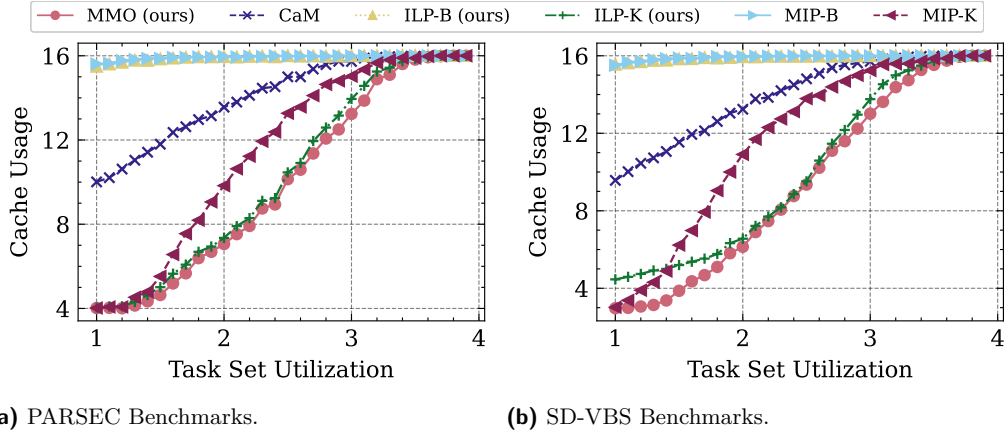 MMO (ours) CaM ILP-B (ours) ILP-K (ours) MIP-B MIP-K
16
12
8
4
Cache Usage
1 2 3 4
Task Set Utilization
16
12
8
4
Cache Usage
1 2 3 4
Task Set Utilization
a) PARSEC Benchmarks.
(b) SD-VBS Benchmarks.